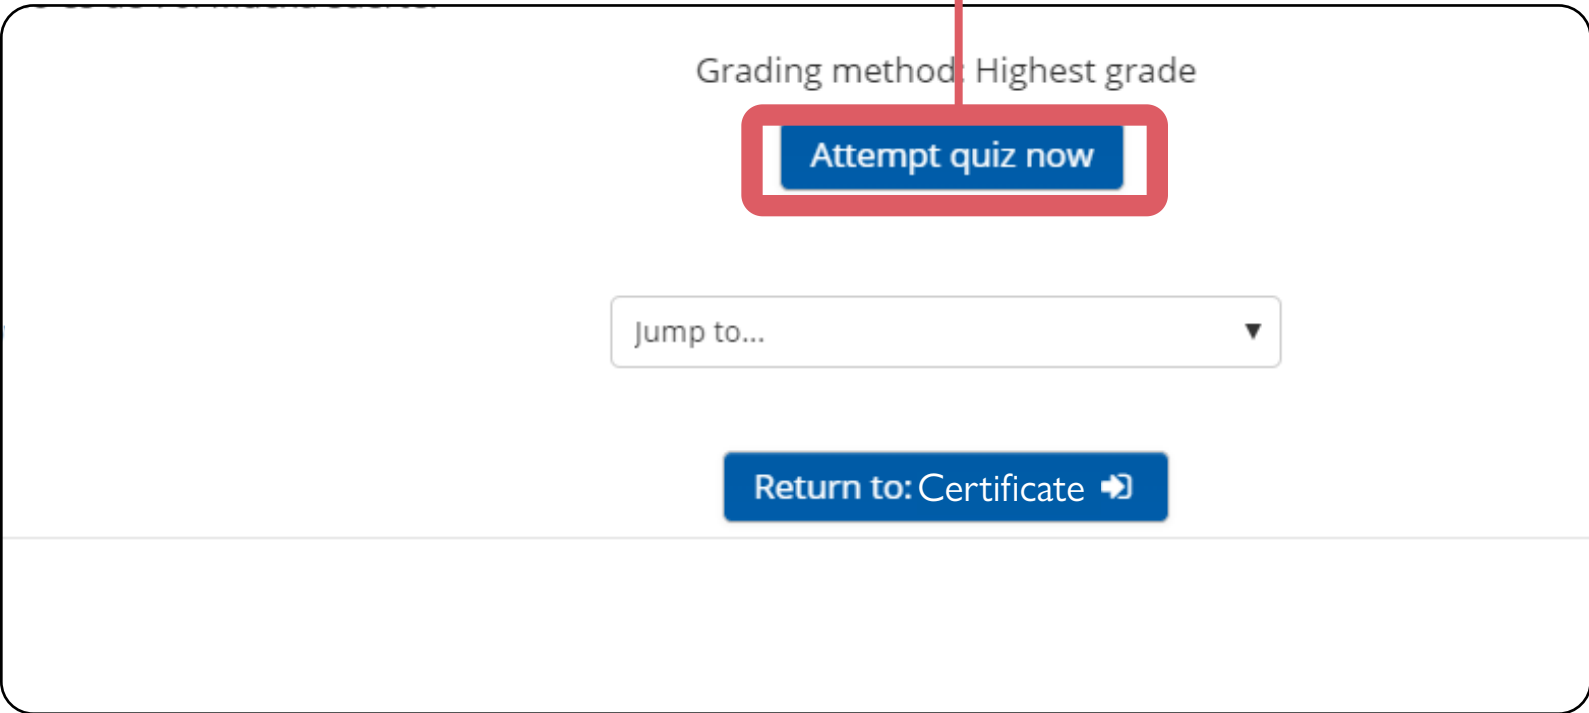 Grading method: Highest grade
Attempt quiz now
Jump to...
Return to: Certificate